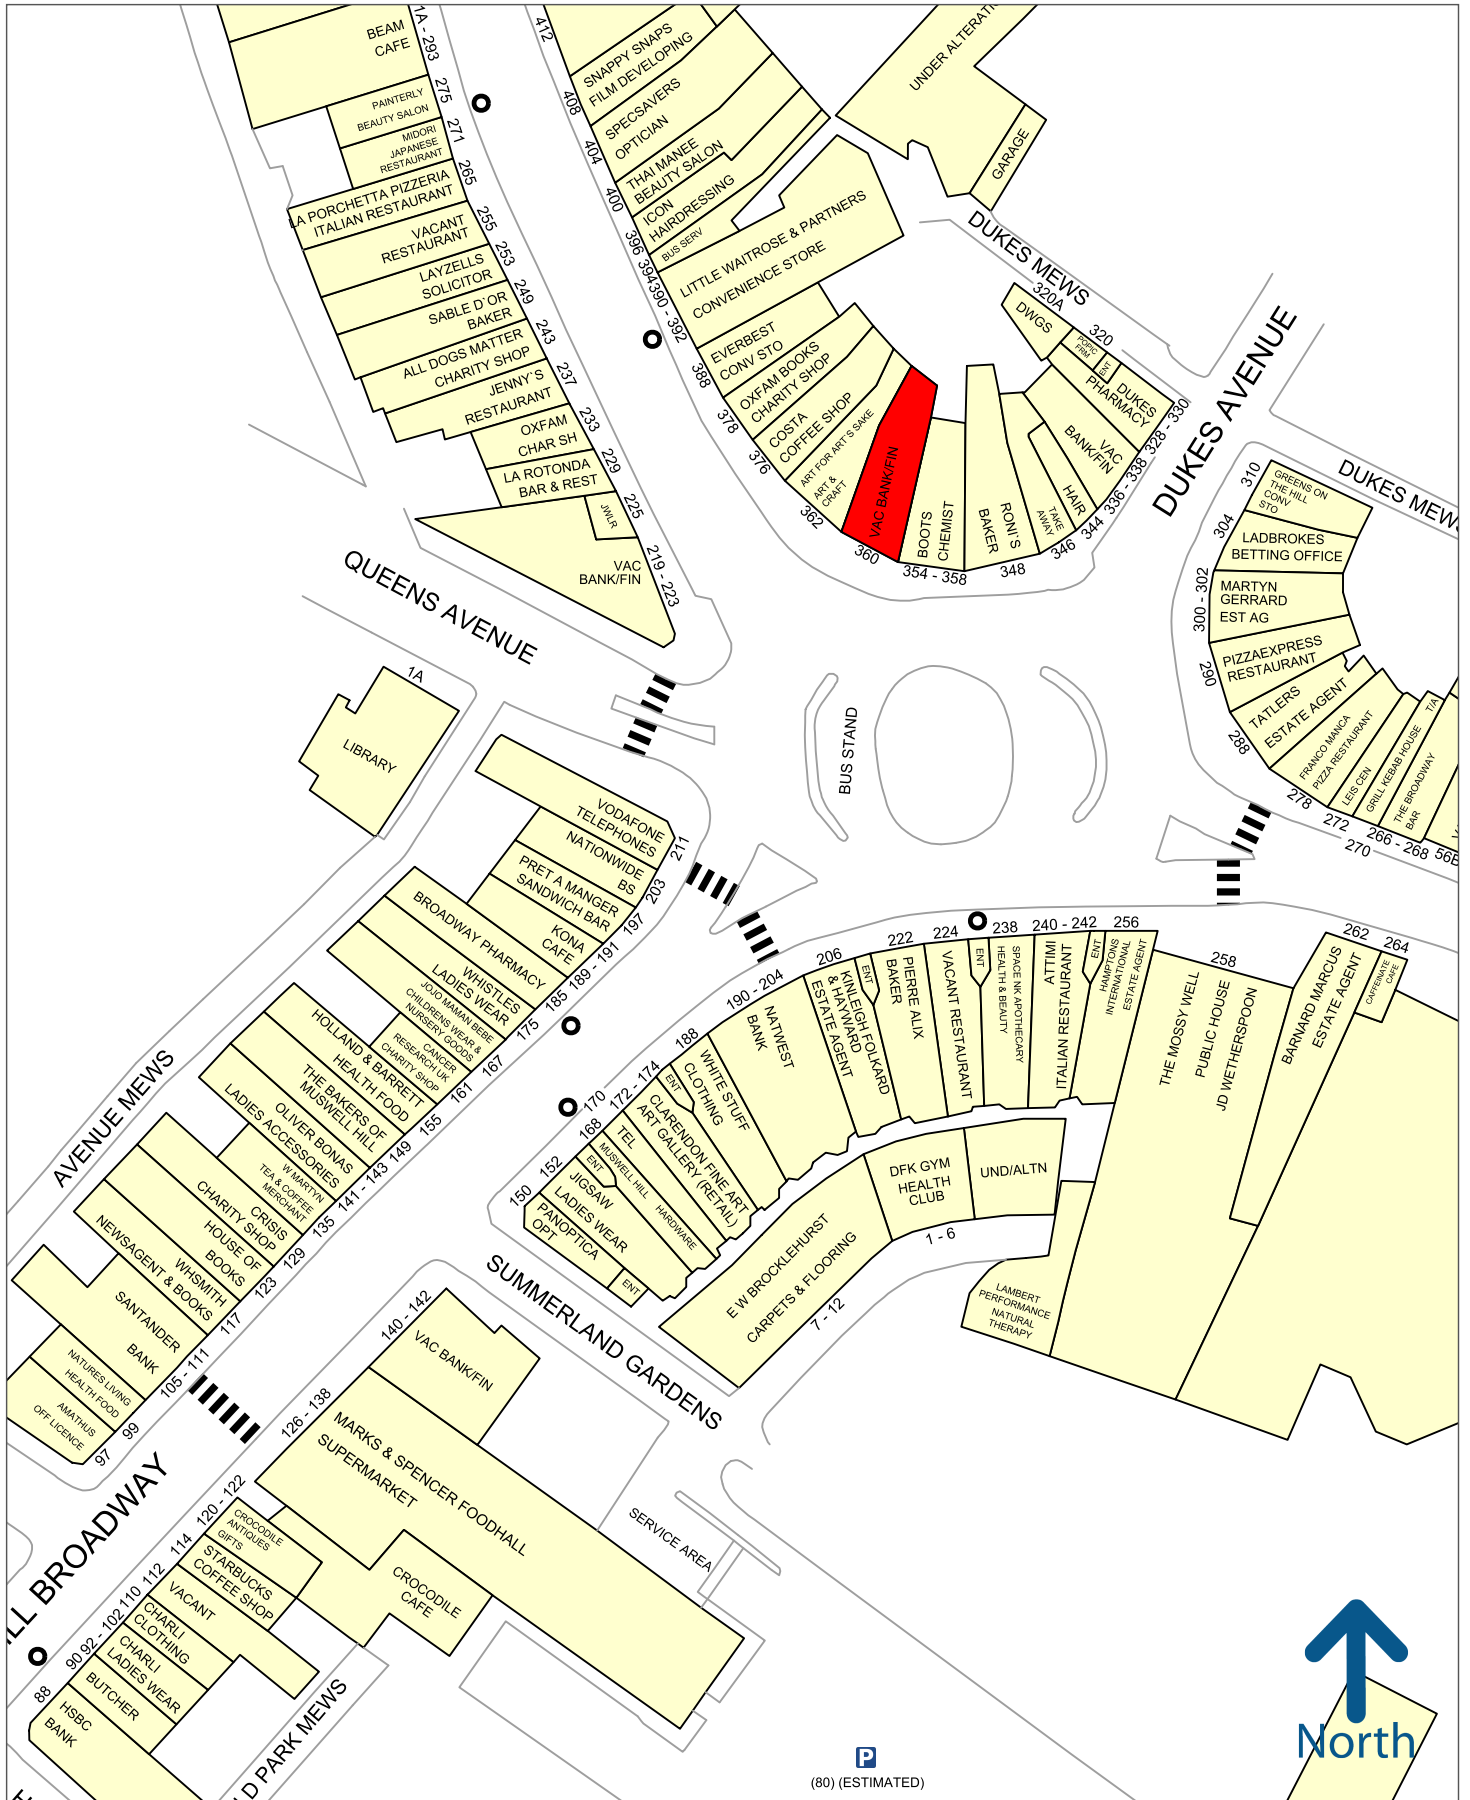 BEAM
CAFE
1A - 293
PAINTERLY
BEAUTY SALON
275
MIDORI
JAPANESE
RESTAURANT
271
LA PORCHETTA PIZZERIA
ITALIAN RESTAURANT
265
VACANT
RESTAURANT
255
LAYZELLS
SOLICITOR
253
SABLE D`OR
BAKER
249
ALL DOGS MATTER
CHARITY SHOP
243
JENNY`S
RESTAURANT
237
OXFAM
CHAR SH
233
LA ROTONDA
BAR & REST
229
JWLR
225
VAC
BANK/FIN
219 - 223
412
SNAPPY SNAPS
FILM DEVELOPING
408
SPECSAVERS
OPTICIAN
404
THAI MANEE
BEAUTY SALON
400
ICON
HAIRDRESSING
396
BUS SERV
394
LITTLE WAITROSE & PARTNERS
CONVENIENCE STORE
390 - 392
EVERBEST
CONV STO
388
OXFAM BOOKS
CHARITY SHOP
378
COSTA
COFFEE SHOP
376
ART FOR ART`S SAKE
ART &
CRAFT
362
VAC BANK/FIN
360
BOOTS
CHEMIST
354 - 358
RONI`S
BAKER
348
TAKE
AWAY
346
HAIR
344
VAC
BANK/FIN
336 - 338
DUKES
PHARMACY
328 - 330
ENT
POPIC
FRM
320
DWGS
320A
UNDER ALTERATI
GARAGE
DUKES MEWS
DUKES AVENUE
DUKES MEWS
310
GREENS ON
THE HILL
CONV
STO
304
LADBROKES
BETTING OFFICE
300 - 302
MARTYN
GERRARD
EST AG
290
PIZZAEXPRESS
RESTAURANT
288
TATLERS
ESTATE AGENT
278
FRANCO MANCA
PIZZA RESTAURANT
272
LEIS CEN
266 - 268
GRILL KEBAB HOUSE
270
THE BROADWAY
BAR
T/A
56E
QUEENS AVENUE
1A
LIBRARY
BUS STAND
VODAFONE
TELEPHONES
211
NATIONWIDE
BS
203
PRET A MANGER
SANDWICH BAR
197
KONA
CAFE
189 - 191
BROADWAY PHARMACY
185
WHISTLES
LADIES WEAR
175
JOJO MAMAN BEBE
CHILDRENS WEAR &
NURSERY GOODS
167
CANCER
RESEARCH UK
CHARITY SHOP
161
HOLLAND & BARRETT
HEALTH FOOD
155
THE BAKERS OF
MUSWELL HILL
149
OLIVER BONAS
LADIES ACCESSORIES
141 - 143
W MARTYN
TEA & COFFEE
MERCHANT
135
CRISIS
CHARITY SHOP
129
HOUSE OF
BOOKS
123
WHSMITH
NEWSAGENT & BOOKS
117
SANTANDER
BANK
105 - 111
NATURES LIVING
HEALTH FOOD
99
AMATHUS
OFF LICENCE
97
AVENUE MEWS
206
222
224
238
240 - 242
256
258
262
264
190 - 204
NATWEST
BANK
KINLEIGH FOLKARD
& HAYWARD
ESTATE AGENT
ENT
PIERRE ALIX
BAKER
VACANT RESTAURANT
ENT
SPACE NK APOTHECARY
HEALTH & BEAUTY
ATTIMI
ITALIAN RESTAURANT
ENT
HAMPTONS
INTERNATIONAL
ESTATE AGENT
THE MOSSY WELL
PUBLIC HOUSE
JD WETHERSPOON
BARNARD MARCUS
ESTATE AGENT
CAFFEINATE
CAFE
188
WHITE STUFF
CLOTHING
172 - 174
ENT
CLARENDON FINE ART
ART GALLERY (RETAIL)
170
TEL
168
MUSWELL HILL
HARDWARE
152
ENT
JIGSAW
LADIES WEAR
150
PANOPTICA
OPT
ENT
DFK GYM
HEALTH
CLUB
UND/ALTN
1 - 6
E W BROCKLEHURST
CARPETS & FLOORING
7 - 12
LAMBERT
PERFORMANCE
NATURAL
THERAPY
SUMMERLAND GARDENS
140 - 142
VAC BANK/FIN
126 - 138
MARKS & SPENCER FOODHALL
SUPERMARKET
SERVICE AREA
120 - 122
CROCODILE
ANTIQUES
GIFTS
CROCODILE
CAFE
114
STARBUCKS
COFFEE SHOP
112
VACANT
110
CHARLI
CLOTHING
92 - 102
CHARLI
LADIES WEAR
90
BUTCHER
88
HSBC
BANK
ILL BROADWAY
LD PARK MEWS
P
(80) (ESTIMATED)
North